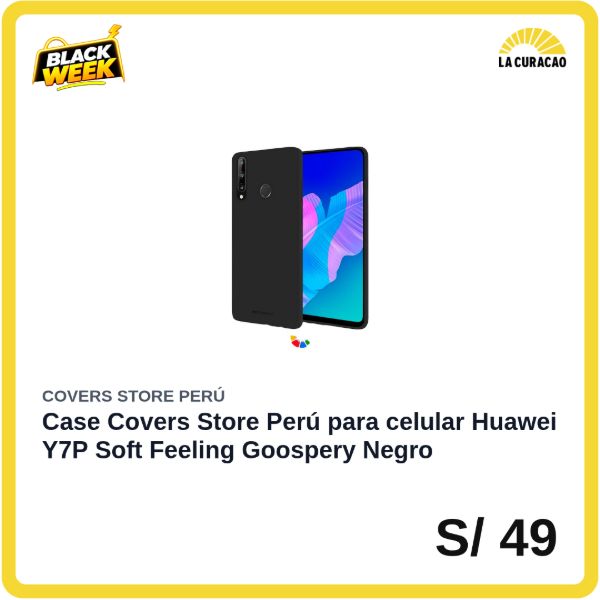 BLACK
WEEK
LA CURACAO
COVERS STORE PERÚ
Case Covers Store Perú para celular Huawei
Y7P Soft Feeling Goospery Negro
S/ 49